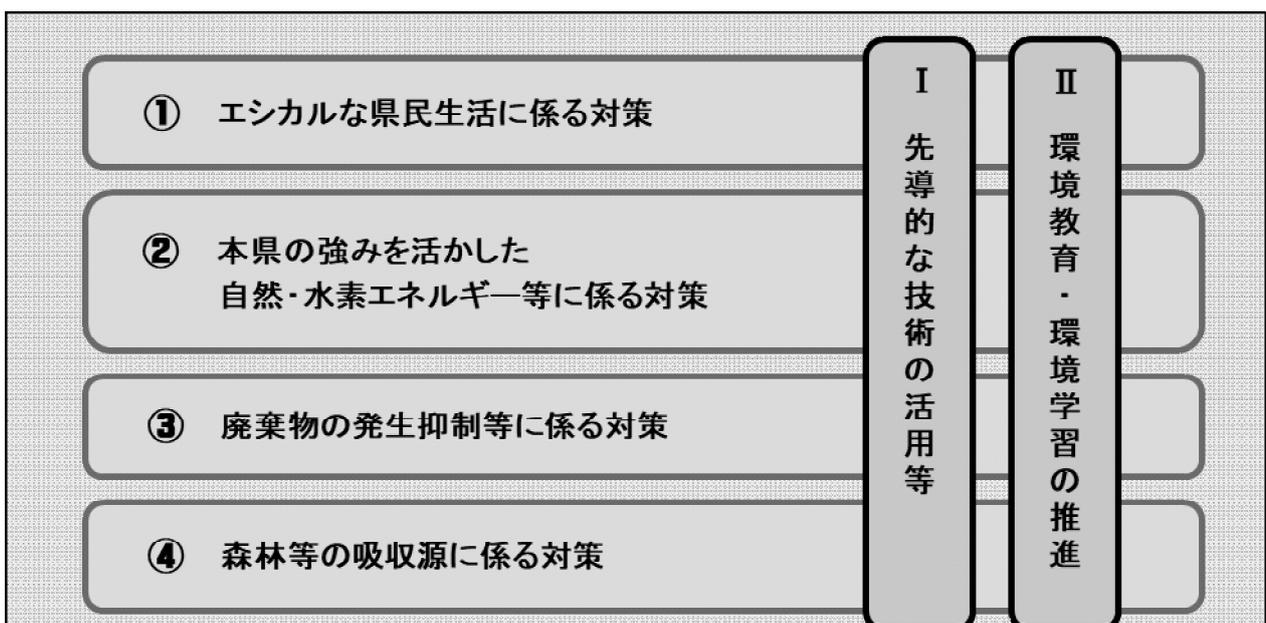 ① エシカルな県民生活に係る対策
② 本県の強みを活かした
自然・水素エネルギー等に係る対策
③ 廃棄物の発生抑制等に係る対策
④ 森林等の吸収源に係る対策
Ⅰ 先導的な技術の活用等
Ⅱ 環境教育・環境学習の推進